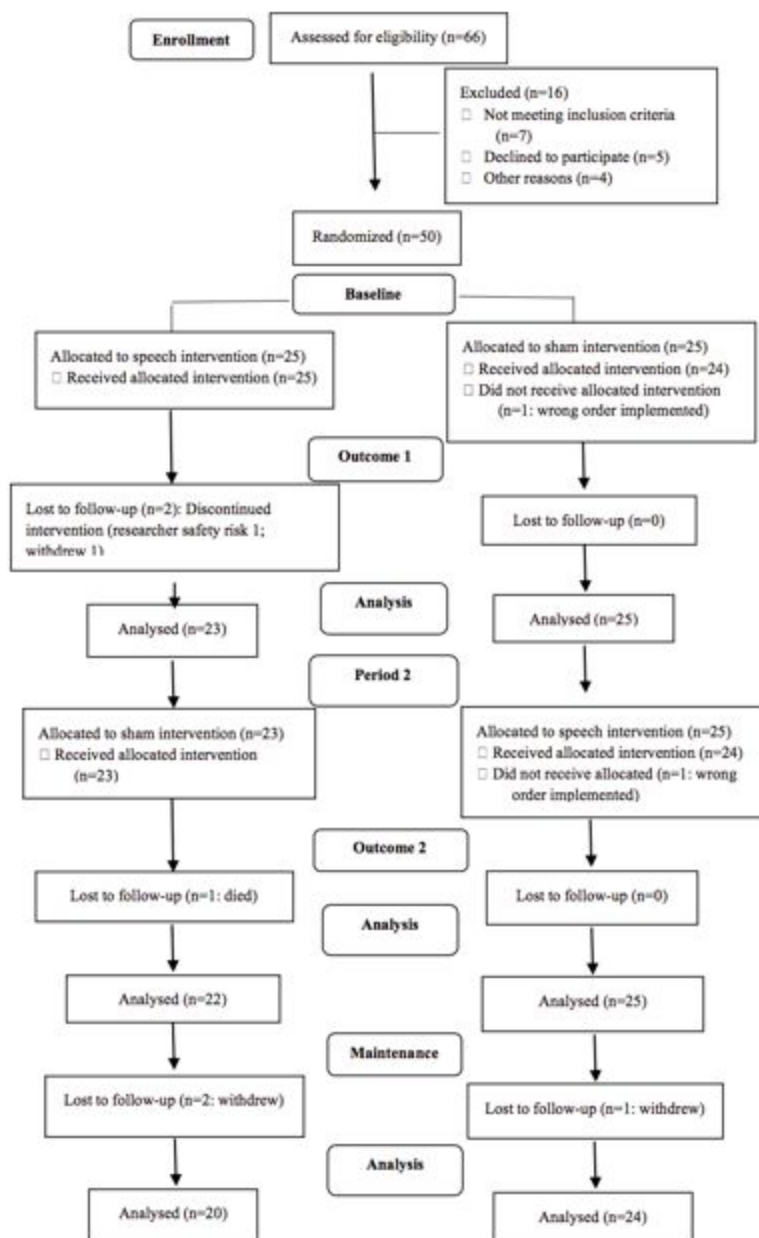 Enrollment
Assessed for eligibility (n=66)
Excluded (n=16)
□ Not meeting inclusion criteria
(n=7)
□ Declined to participate (n=5)
□ Other reasons (n=4)
Randomized (n=50)
Baseline
Allocated to speech intervention (n=25)
□ Received allocated intervention (n=25)
Allocated to sham intervention (n=25)
□ Received allocated intervention (n=24)
□ Did not receive allocated intervention
(n=1: wrong order implemented)
Outcome 1
Lost to follow-up (n=2): Discontinued
intervention (researcher safety risk 1;
withdrew 1)
Lost to follow-up (n=0)
Analysis
Analysed (n=23)
Analysed (n=25)
Period 2
Allocated to sham intervention (n=23)
□ Received allocated intervention
(n=23)
Allocated to speech intervention (n=25)
□ Received allocated intervention (n=24)
□ Did not receive allocated (n=1: wrong
order implemented)
Outcome 2
Lost to follow-up (n=1: died)
Lost to follow-up (n=0)
Analysis
Analysed (n=22)
Analysed (n=25)
Maintenance
Lost to follow-up (n=2: withdrew)
Lost to follow-up (n=1: withdrew)
Analysis
Analysed (n=20)
Analysed (n=24)